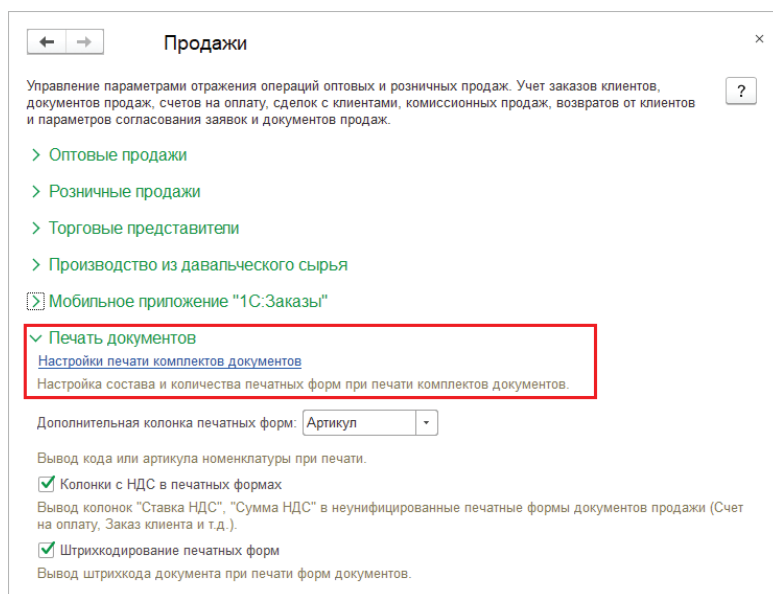 Продажи
Управление параметрами отражения операций оптовых и розничных продаж. Учет заказов клиентов,
документов продаж, счетов на оплату, сделок с клиентами, комиссионных продаж, возвратов от клиентов
и параметров согласования заявок и документов продаж.
?
Оптовые продажи
Розничные продажи
Торговые представители
Производство из давальческого сырья
Мобильное приложение "1С:Заказы"
Печать документов
Настройки печати комплектов документов
Настройка состава и количества печатных форм при печати комплектов документов.
Дополнительная колонка печатных форм: Артикул
Вывод кода или артикула номенклатуры при печати.
Колонки с НДС в печатных формах
Вывод колонок "Ставка НДС", "Сумма НДС" в неунифицированные печатные формы документов продажи (Счет
на оплату, Заказ клиента и т.д.).
Штрихкодирование печатных форм
Вывод штрихкода документа при печати форм документов.